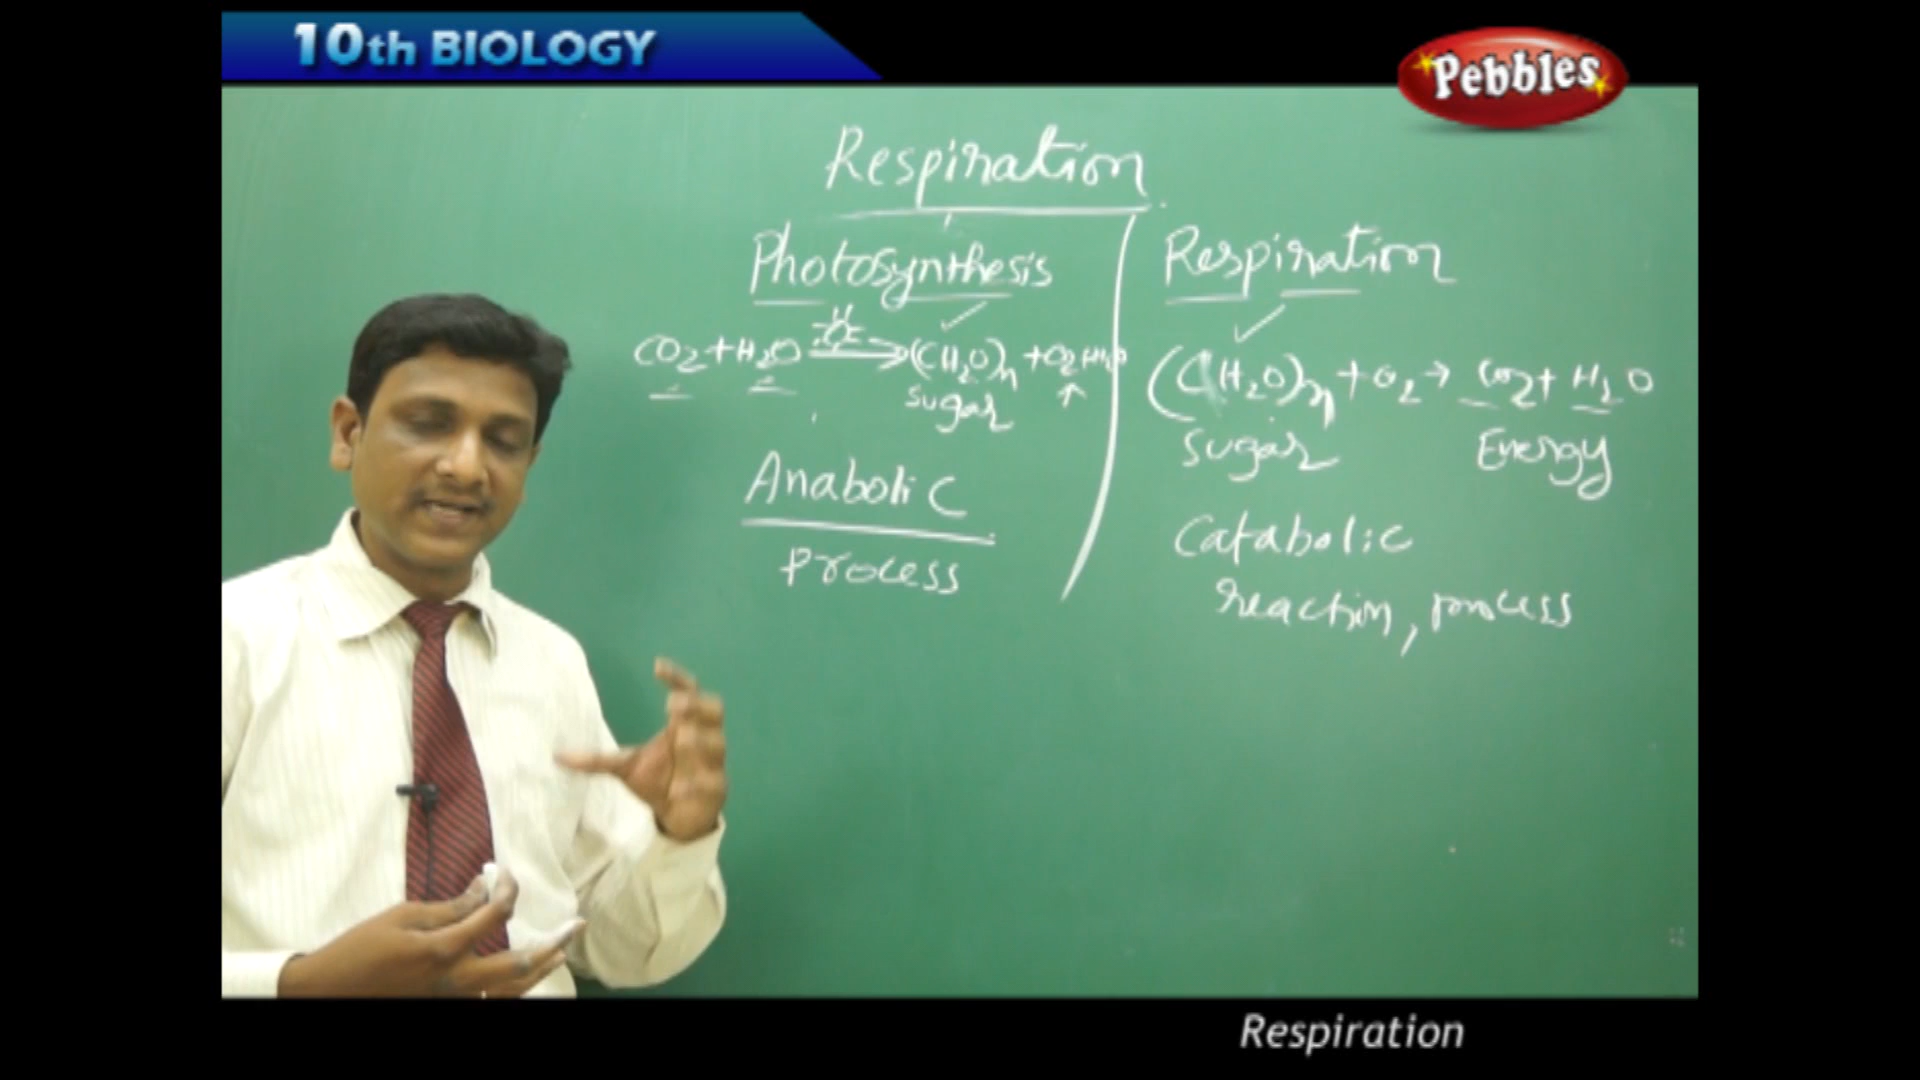 10th BIOLOGY
Pebbles
Respiration
Photosynthesis
CO2 + H2O → (CH2O)n + O2 + H2O
Sugar
Anabolic
Process
Respiration
(CH2O)n + O2 → CO2 + H2O
Sugar
Energy
Catabolic
reaction, process
Respiration